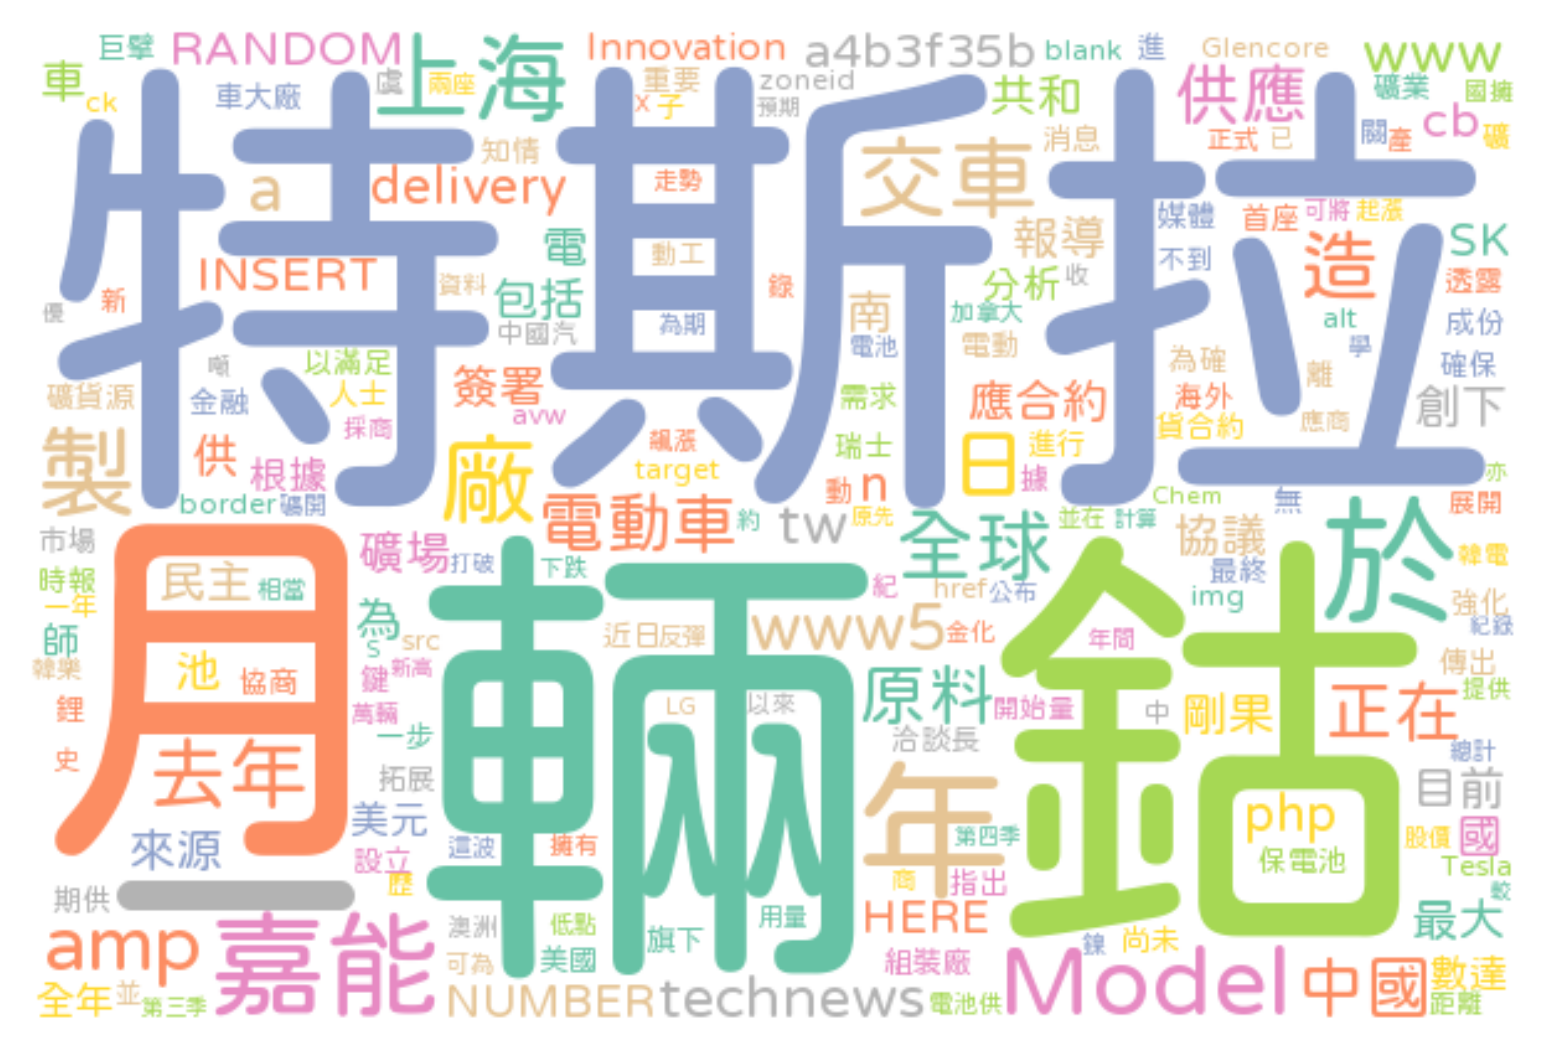 巨擘 RANDOM 上海 Innovation a4b3f35b blank 進 Glencore www
車 ck 車大廠 虞 兩座 重要 x 子 zoneid 預期 共和 供應 礦業 國擁
關 產 cb 礦 正式 已 消息
特斯拉
a delivery 知情 走勢 交車 報導 媒體 首座 可將 起漲
INSERT 電 動工 不到 造 SK
新 優 資料 包括 錄 南 分析 收 透露
中國汽 為期 電池 加拿大 電動 alt 成份
噸 以滿足 為確 學 確保
礦貨源 金融 人士 簽署 需求 應合約 海外 離 創下
採商 avw 貨合約 應商
製 供 根據 廠 飆漲 target 瑞士 日 進行 據 亦
border 礦開 動 n Chem 無 展開
市場 礦場 打破 電動車 約 tw 原先 全球 並在 計算 協議 於 韓電
時報 民主 相當 下跌 href 公布 最終 img 強化
一年 月 輛 紀 鈷 紀錄
師 為 s src 近日 反彈 www5 金化 年間 傳出
韓樂 池 協商 鍵 新高 提供
鋰 萬輛 LG 以來 原料 開始量 中 剛果 正在
史 一步 洽談長 總計
去年 拓展 年 目前
來源 美元 php
設立 這波 擁有 第四季 保電池 股價 國
期供 一 歷 商 指出 Tesla 較
amp 嘉能 澳洲 低點 旗下 用量 HERE 最大
可為 美國 組裝廠 鎳 尚未
全年 並 第三季 NUMBER technews 電池供 Model 中國 數達 距離